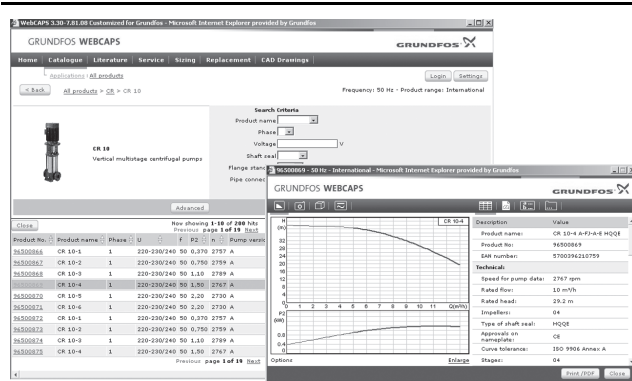 WebCAPS 3.30-7.81.08 Customized for Grundfos - Microsoft Internet Explorer provided by Grundfos
GRUNDFOS WEBCAPS
GRUNDFOS
Home Catalogue Literature Service Sizing Replacement CAD Drawings
Applications All products
Login Settings
< Back All products > CR > CR 10
Frequency: 50 Hz - Product range: International
CR 10
Vertical multistage centrifugal pumps
Search Criteria
Product name
Phase
Voltage V
Shaft seal
Flange stand
Pipe connec
Advanced
Close
Now showing 1-10 of 280 hits
Previous page 1 of 19 Next
Product No. Product name Phase U f P2 n Pump versio
96500866 CR 10-1 1 220-230/240 50 0,370 2757 A
96500867 CR 10-2 1 220-230/240 50 0,750 2759 A
96500868 CR 10-3 1 220-230/240 50 1,10 2789 A
CR 10-4 1 220-230/240 50 1,50 2767 A
96500870 CR 10-5 1 220-230/240 50 2,20 2730 A
96500871 CR 10-6 1 220-230/240 50 2,20 2730 A
CR 10-1 1 220-230/240 50 0,370 2757 A
96500873 CR 10-2 1 220-230/240 50 0,750 2759 A
96500874 CR 10-3 1 220-230/240 50 1,10 2789 A
96500875 CR 10-4 1 220-230/240 50 1,50 2767 A
Previous page 1 of 19 Next
96500869 - 50 Hz - International - Microsoft Internet Explorer provided by Grundfos
GRUNDFOS WEBCAPS
GRUNDFOS
H
(m)
CR 10-4
32
28
24
20
16
12
8
4
0
0 1 2 3 4 5 6 7 8 9 10 11 Q(m³/h)
P2
(kW)
0.8
0.4
0
Options Enlarge
Description Value
Product name: CR 10-4 A-FJ-A-E HQQE
Product No: 96500869
EAN number: 5700396210759
Technical:
Speed for pump data: 2767 rpm
Rated flow: 10 m³/h
Rated head: 29.2 m
Impellers: 04
Type of shaft seal: HQQE
Approvals on nameplate: CE
Curve tolerance: ISO 9906 Annex A
Stages: 04
Print /PDF Close